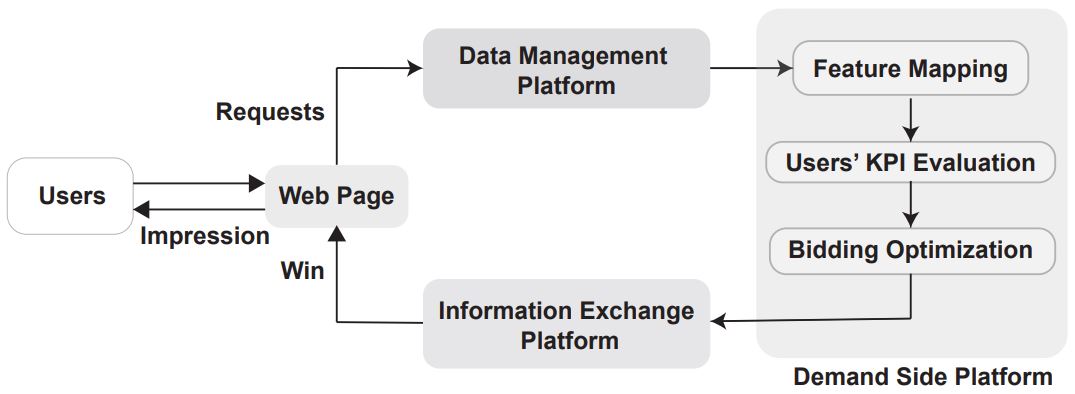 Data Management
Platform
Feature Mapping
Requests
Users' KPI Evaluation
Users
Web Page
Impression
Bidding Optimization
Win
Information Exchange
Platform
Demand Side Platform